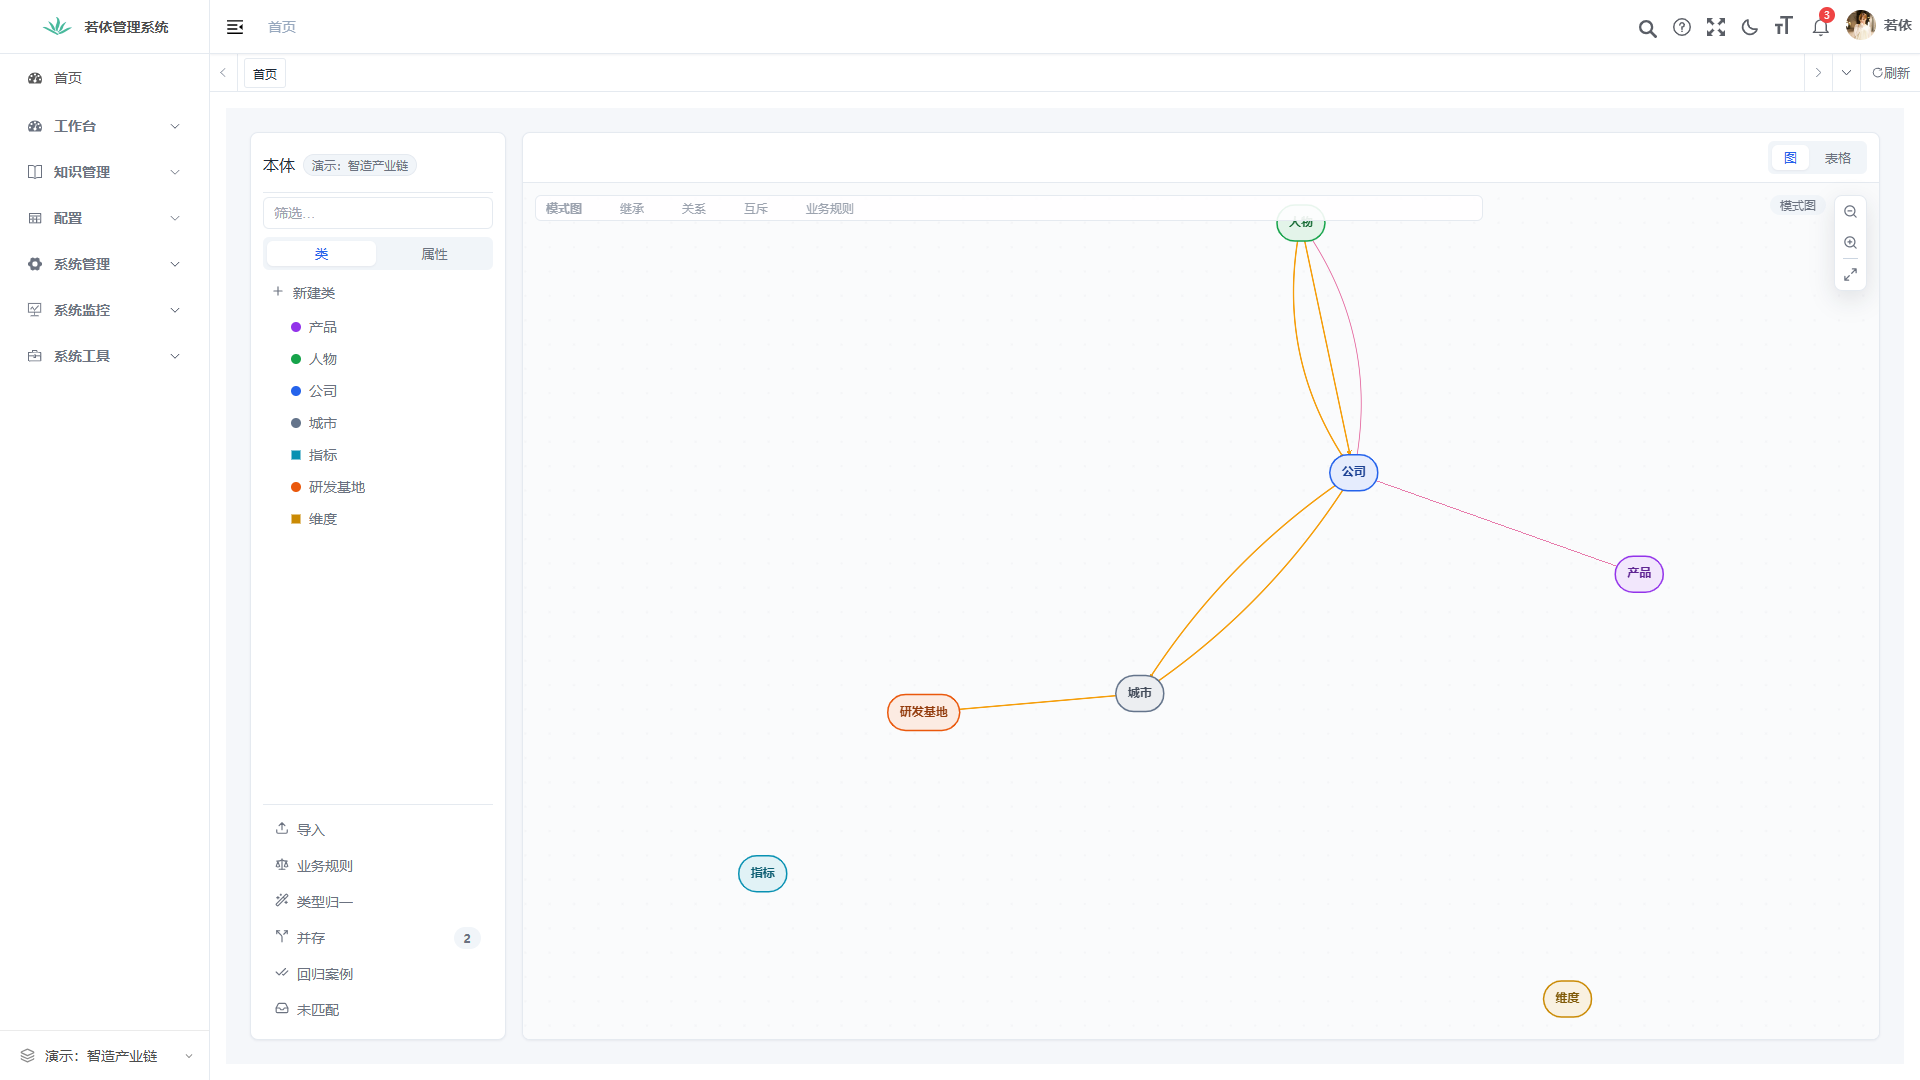 若依管理系统
首页
3
若依
首页
刷新
首页
工作台
知识管理
配置
系统管理
系统监控
系统工具
演示：智造产业链
本体
演示：智造产业链
筛选...
类
属性
新建类
产品
人物
公司
城市
指标
研发基地
维度
导入
业务规则
类型归一
并存
2
回归案例
未匹配
图
表格
模式图
继承
关系
互斥
业务规则
模式图
人物
公司
产品
城市
研发基地
指标
维度